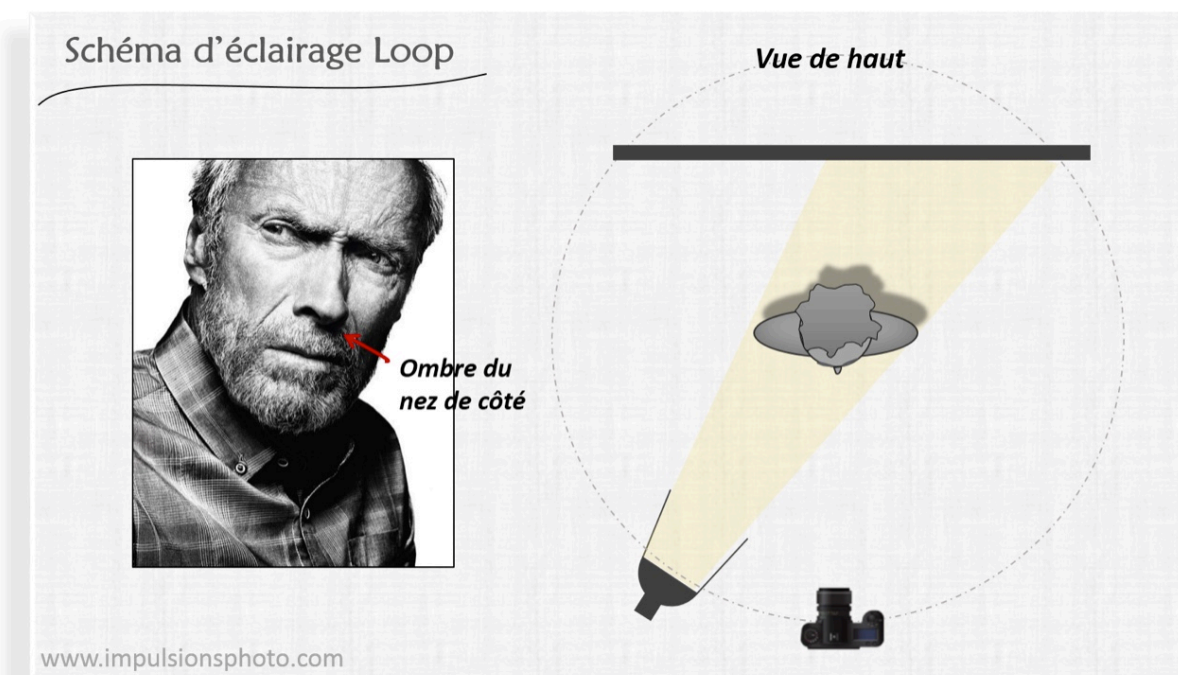 Schéma d'éclairage Loop
Vue de haut
Ombre du
nez de côté
www.impulsionsphoto.com